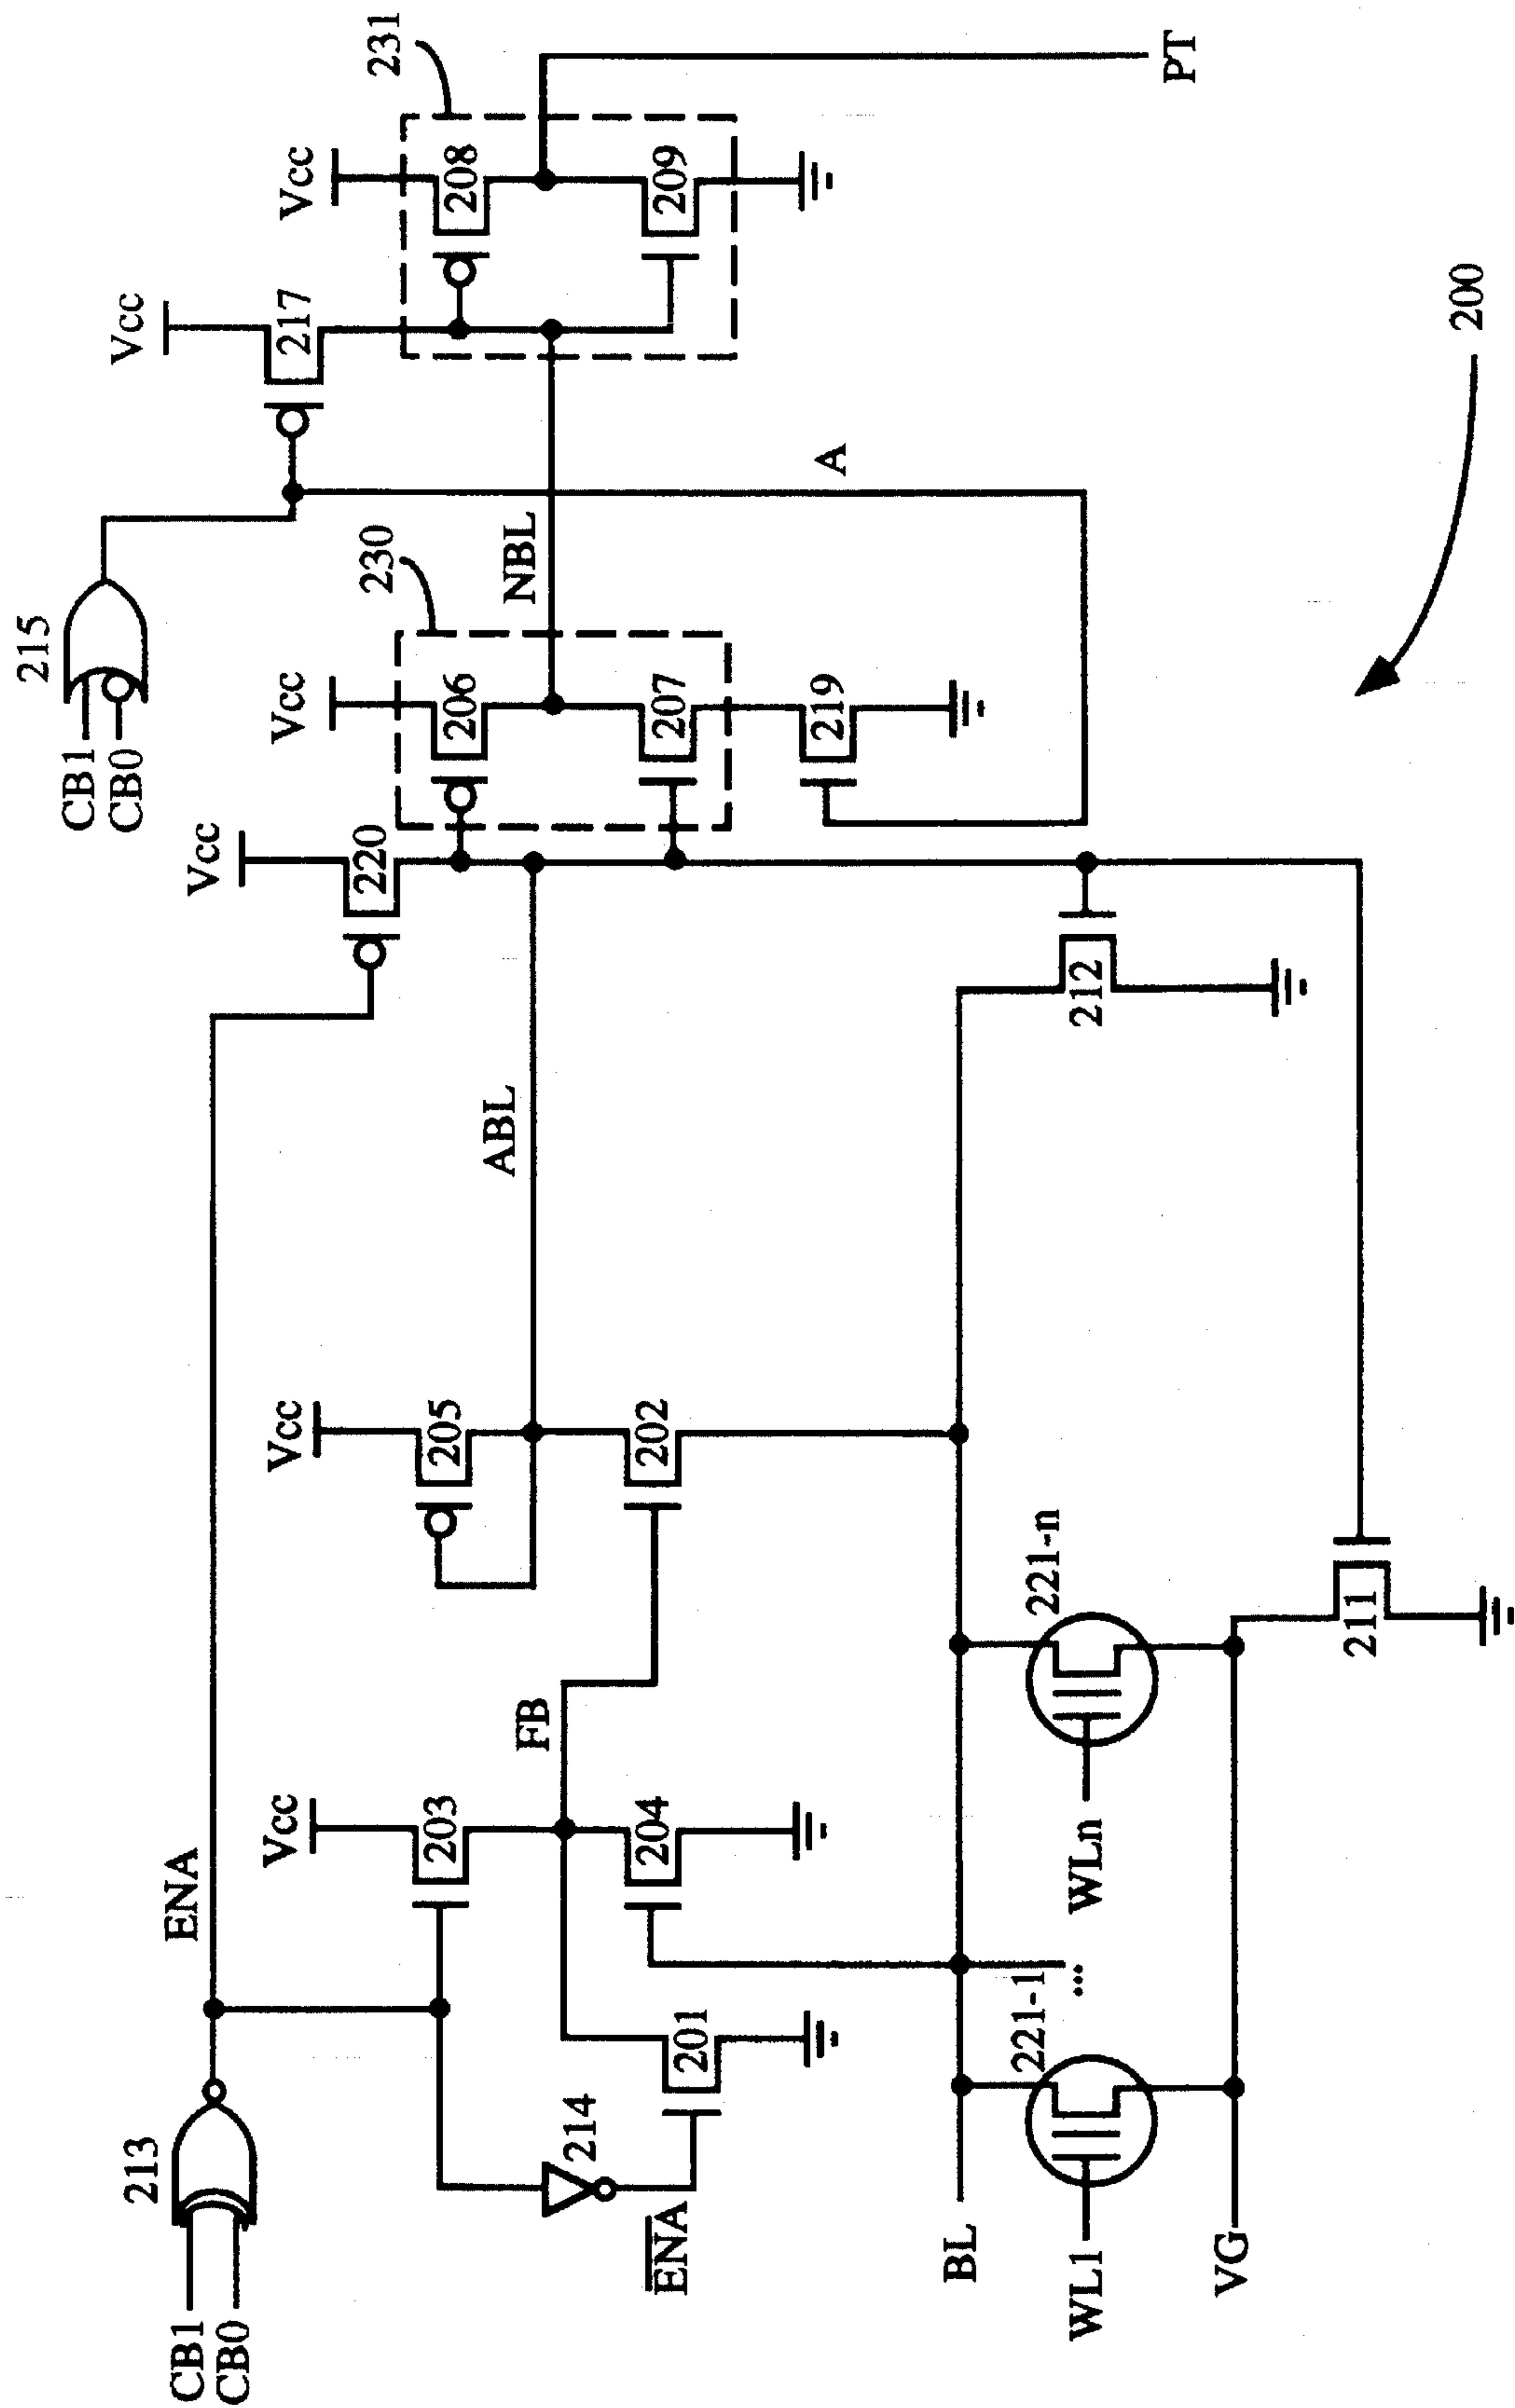 215
CB1
CB0
Vcc
213
CB1
CB0
ENA
Vcc
220
217
Vcc
Vcc
Vcc
Vcc
230
231
203
205
206
208
ABL
NBL
PT
FB
214
204
202
207
209
ENA
201
A
219
BL
221-1
...
221-n
WL1
WLn
212
VG
211
200